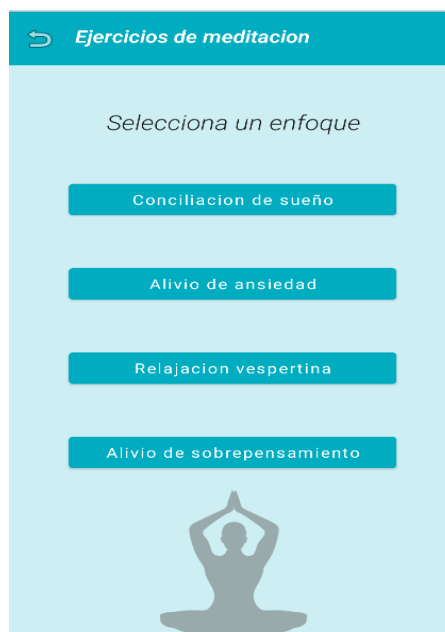 Ejercicios de meditacion
Selecciona un enfoque
Conciliacion de sueño
Alivio de ansiedad
Relajacion vespertina
Alivio de sobrepensamiento